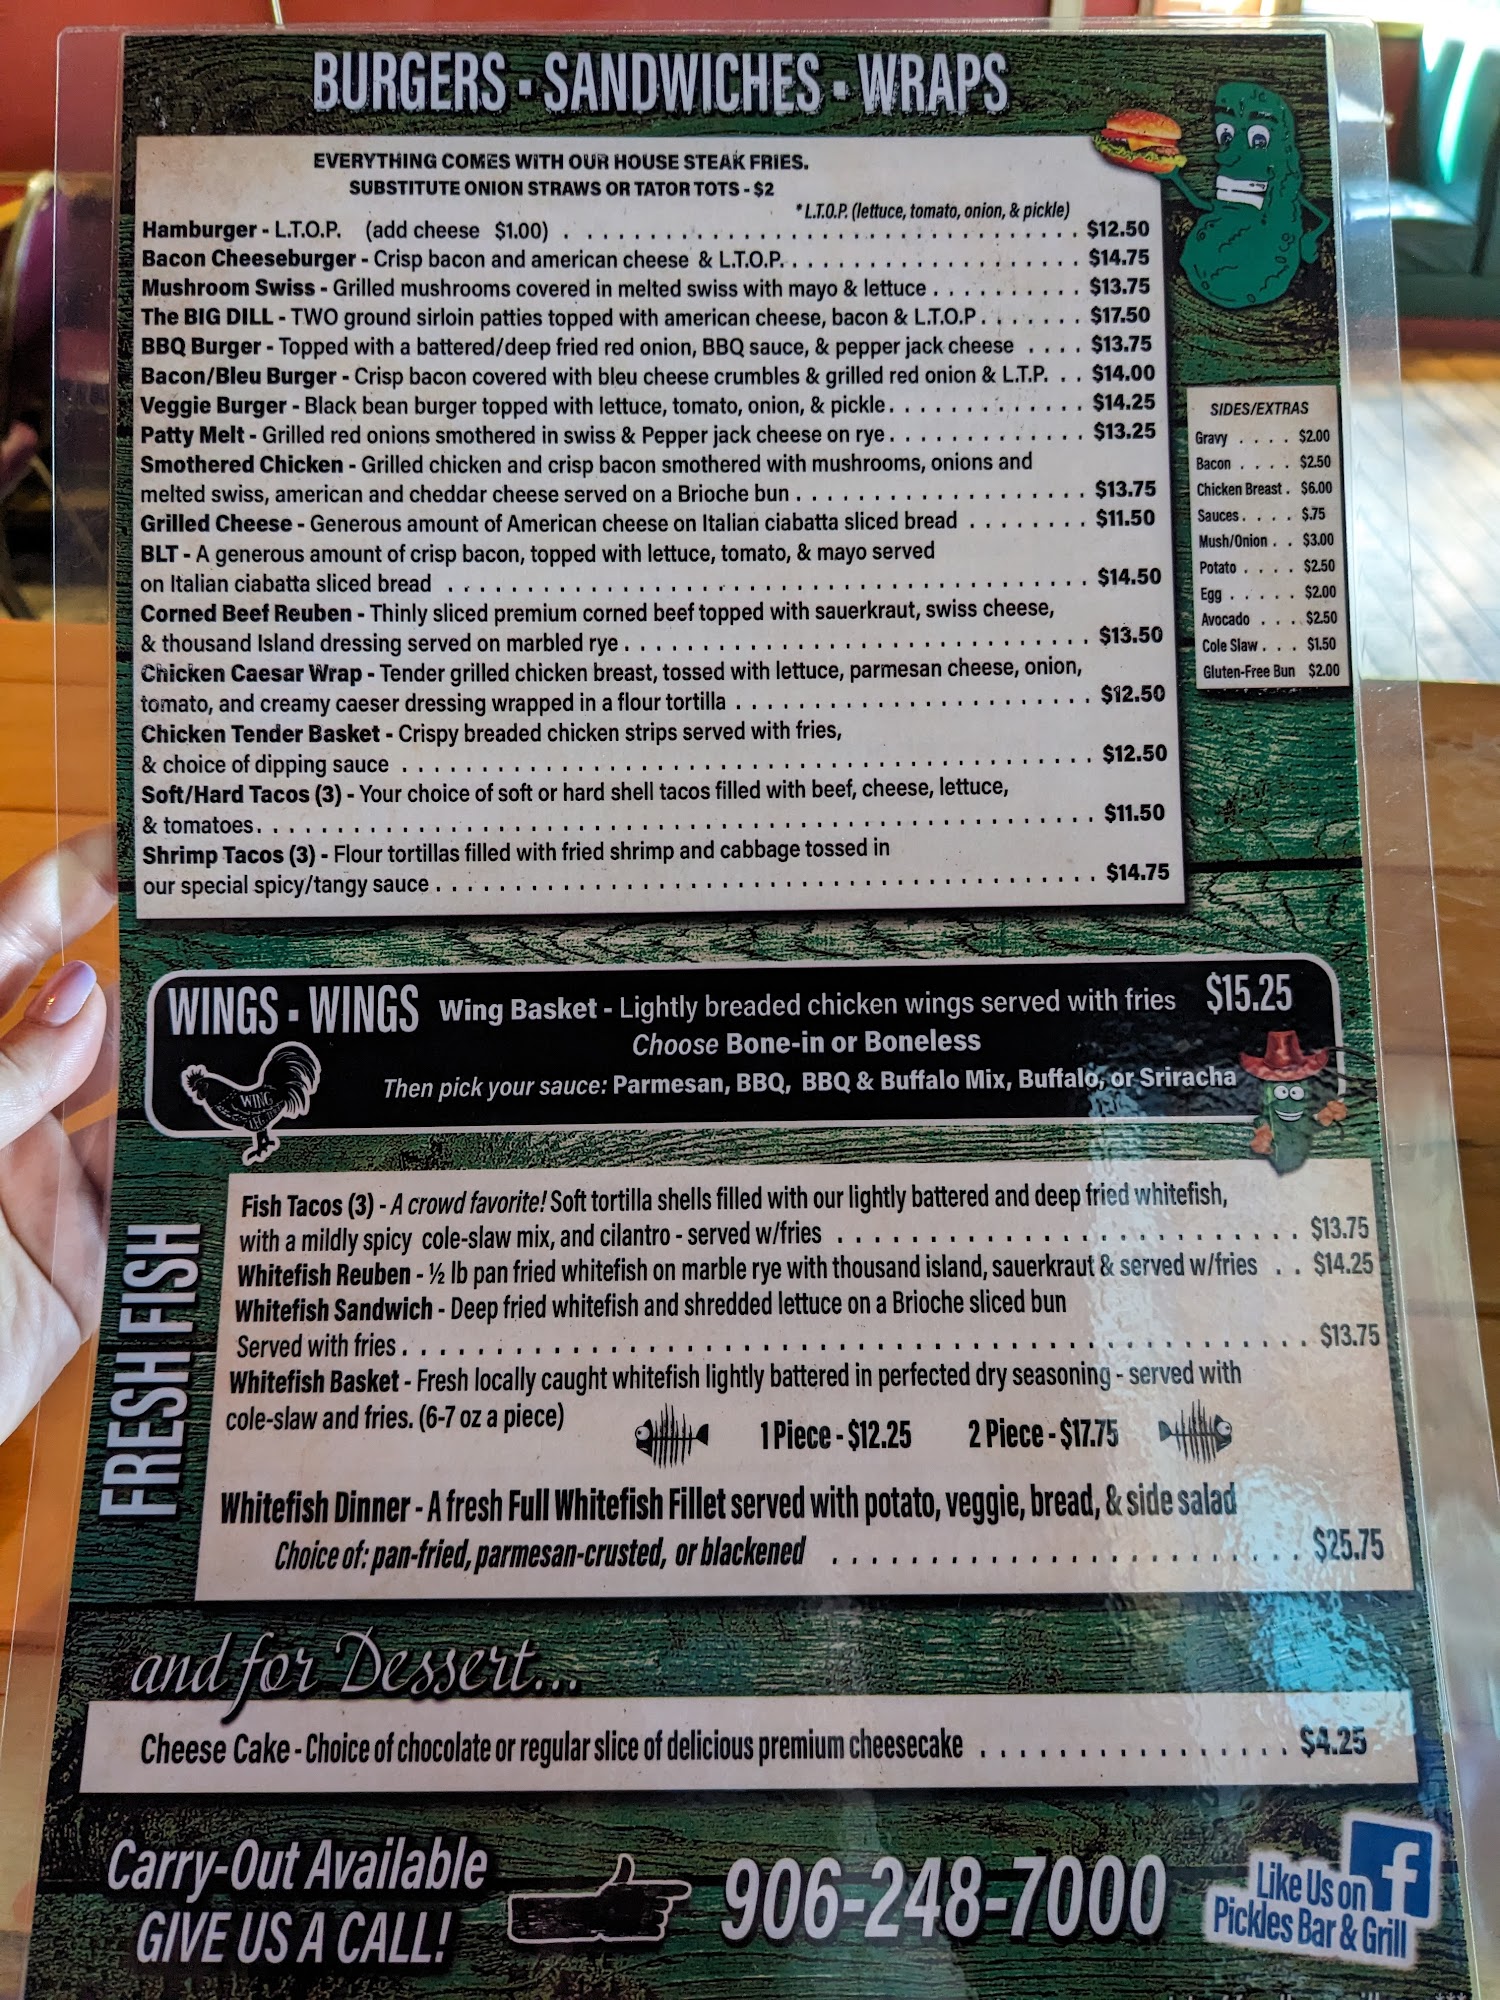 BURGERS - SANDWICHES - WRAPS
EVERYTHING COMES WITH OUR HOUSE STEAK FRIES.
SUBSTITUTE ONION STRAWS OR TATOR TOTS - $2
*L.T.O.P. (lettuce, tomato, onion, & pickle)
Hamburger - L.T.O.P. (add cheese $1.00) . . . . . . . . . . $12.50
Bacon Cheeseburger - Crisp bacon and american cheese & L.T.O.P. . . . . . . . . . . $14.75
Mushroom Swiss - Grilled mushrooms covered in melted swiss with mayo & lettuce . . . . . . . . . . $13.75
The BIG DILL - TWO ground sirloin patties topped with american cheese, bacon & L.T.O.P . . . . . . . $17.50
BBQ Burger - Topped with a battered/deep fried red onion, BBQ sauce, & pepper jack cheese . . . . $13.75
Bacon/Bleu Burger - Crisp bacon covered with bleu cheese crumbles & grilled red onion & L.T.P. . . $14.00
Veggie Burger - Black bean burger topped with lettuce, tomato, onion, & pickle. . . . . . . . . . . . . $14.25
Patty Melt - Grilled red onions smothered in swiss & Pepper jack cheese on rye. . . . . . . . . . . . . $13.25
Smothered Chicken - Grilled chicken and crisp bacon smothered with mushrooms, onions and
melted swiss, american and cheddar cheese served on a Brioche bun . . . . . . . . . . $13.75
Grilled Cheese - Generous amount of American cheese on Italian ciabatta sliced bread . . . . . . . . $11.50
BLT - A generous amount of crisp bacon, topped with lettuce, tomato, & mayo served
on Italian ciabatta sliced bread . . . . . . . . . . $14.50
Corned Beef Reuben - Thinly sliced premium corned beef topped with sauerkraut, swiss cheese,
& thousand Island dressing served on marbled rye . . . . . . . . . . $13.50
Chicken Caesar Wrap - Tender grilled chicken breast, tossed with lettuce, parmesan cheese, onion,
tomato, and creamy caeser dressing wrapped in a flour tortilla . . . . . . . . . . $12.50
Chicken Tender Basket - Crispy breaded chicken strips served with fries,
& choice of dipping sauce . . . . . . . . . . $12.50
Soft/Hard Tacos (3) - Your choice of soft or hard shell tacos filled with beef, cheese, lettuce,
& tomatoes. . . . . . . . . . . $11.50
Shrimp Tacos (3) - Flour tortillas filled with fried shrimp and cabbage tossed in
our special spicy/tangy sauce . . . . . . . . . . $14.75
SIDES/EXTRAS
Gravy . . . . $2.00
Bacon . . . . $2.50
Chicken Breast . $6.00
Sauces. . . . . $.75
Mush/Onion . . $3.00
Potato . . . . $2.50
Egg . . . . . $2.00
Avocado . . . . $2.50
Cole Slaw . . . $1.50
Gluten-Free Bun $2.00
WINGS - WINGS Wing Basket - Lightly breaded chicken wings served with fries $15.25
Choose Bone-in or Boneless
Then pick your sauce: Parmesan, BBQ, BBQ & Buffalo Mix, Buffalo, or Sriracha
WING
FRESH FISH
Fish Tacos (3) - A crowd favorite! Soft tortilla shells filled with our lightly battered and deep fried whitefish,
with a mildly spicy cole-slaw mix, and cilantro - served w/fries . . . . . . . . . . $13.75
Whitefish Reuben - ½ lb pan fried whitefish on marble rye with thousand island, sauerkraut & served w/fries . . $14.25
Whitefish Sandwich - Deep fried whitefish and shredded lettuce on a Brioche sliced bun
Served with fries . . . . . . . . . . $13.75
Whitefish Basket - Fresh locally caught whitefish lightly battered in perfected dry seasoning - served with
cole-slaw and fries. (6-7 oz a piece) 1 Piece - $12.25 2 Piece - $17.75
Whitefish Dinner - A fresh Full Whitefish Fillet served with potato, veggie, bread, & side salad
Choice of: pan-fried, parmesan-crusted, or blackened . . . . . . . . . . $25.75
and for Dessert...
Cheese Cake - Choice of chocolate or regular slice of delicious premium cheesecake . . . . . . . . . . $4.25
Carry-Out Available
GIVE US A CALL!
906-248-7000
Like Us on f
Pickles Bar & Grill